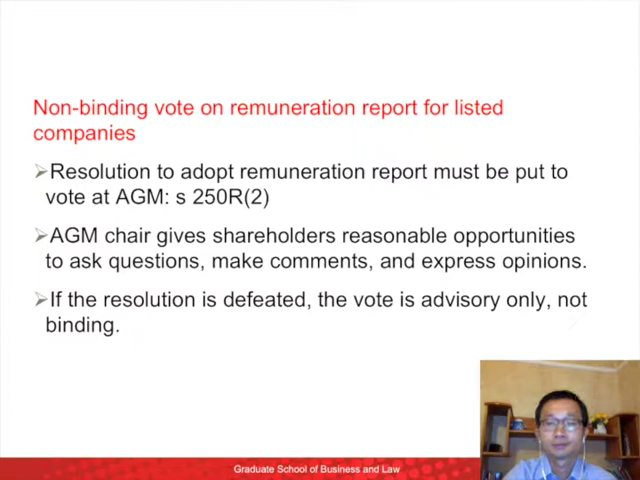 Non-binding vote on remuneration report for listed
companies
➢Resolution to adopt remuneration report must be put to
vote at AGM: s 250R(2)
➢AGM chair gives shareholders reasonable opportunities
to ask questions, make comments, and express opinions.
➢If the resolution is defeated, the vote is advisory only, not
binding.
Graduate School of Business and Law